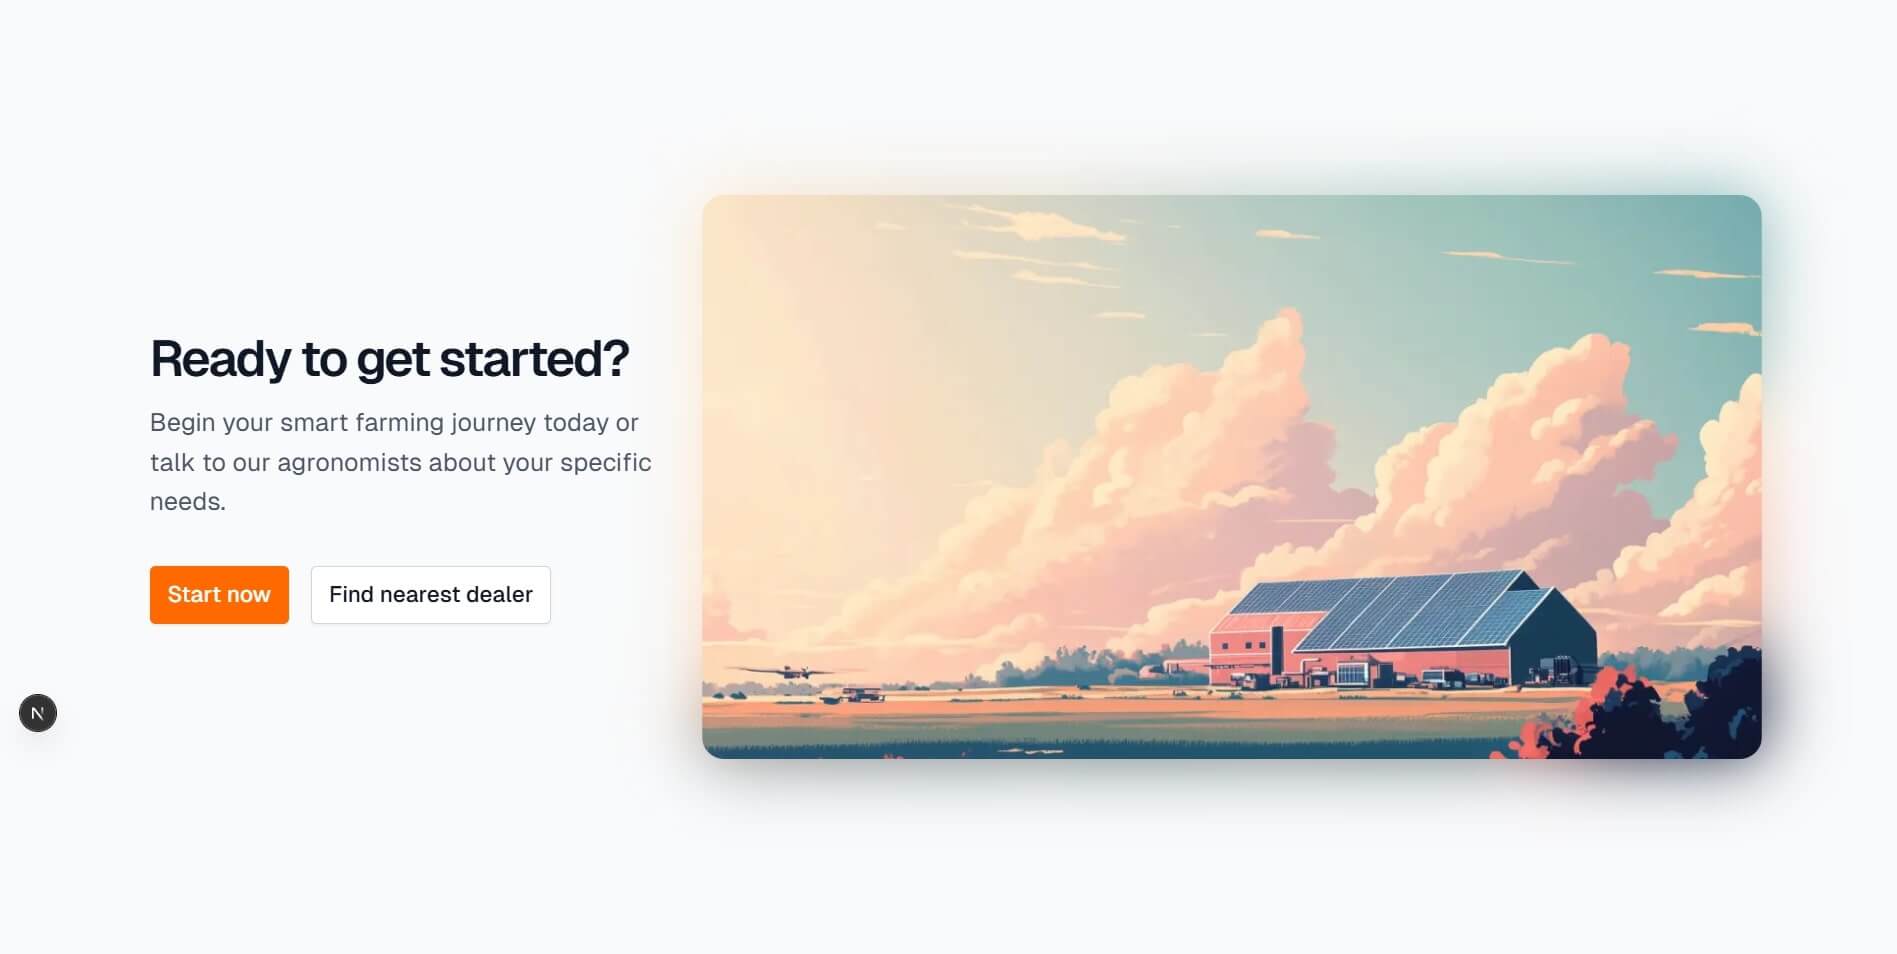 Ready to get started?
Begin your smart farming journey today or
talk to our agronomists about your specific
needs.
Start now
Find nearest dealer
N